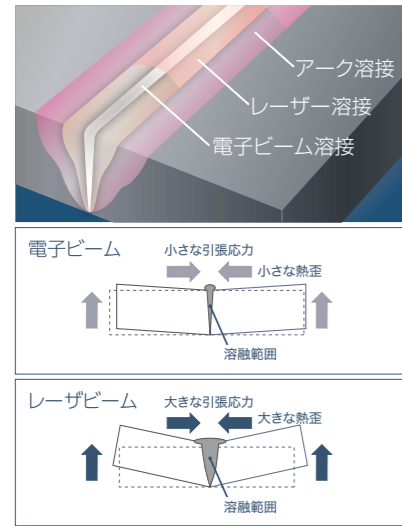 アーク溶接
レーザー溶接
電子ビーム溶接
電子ビーム
小さな引張応力
小さな熱歪
溶融範囲
レーザビーム
大きな引張応力
大きな熱歪
溶融範囲